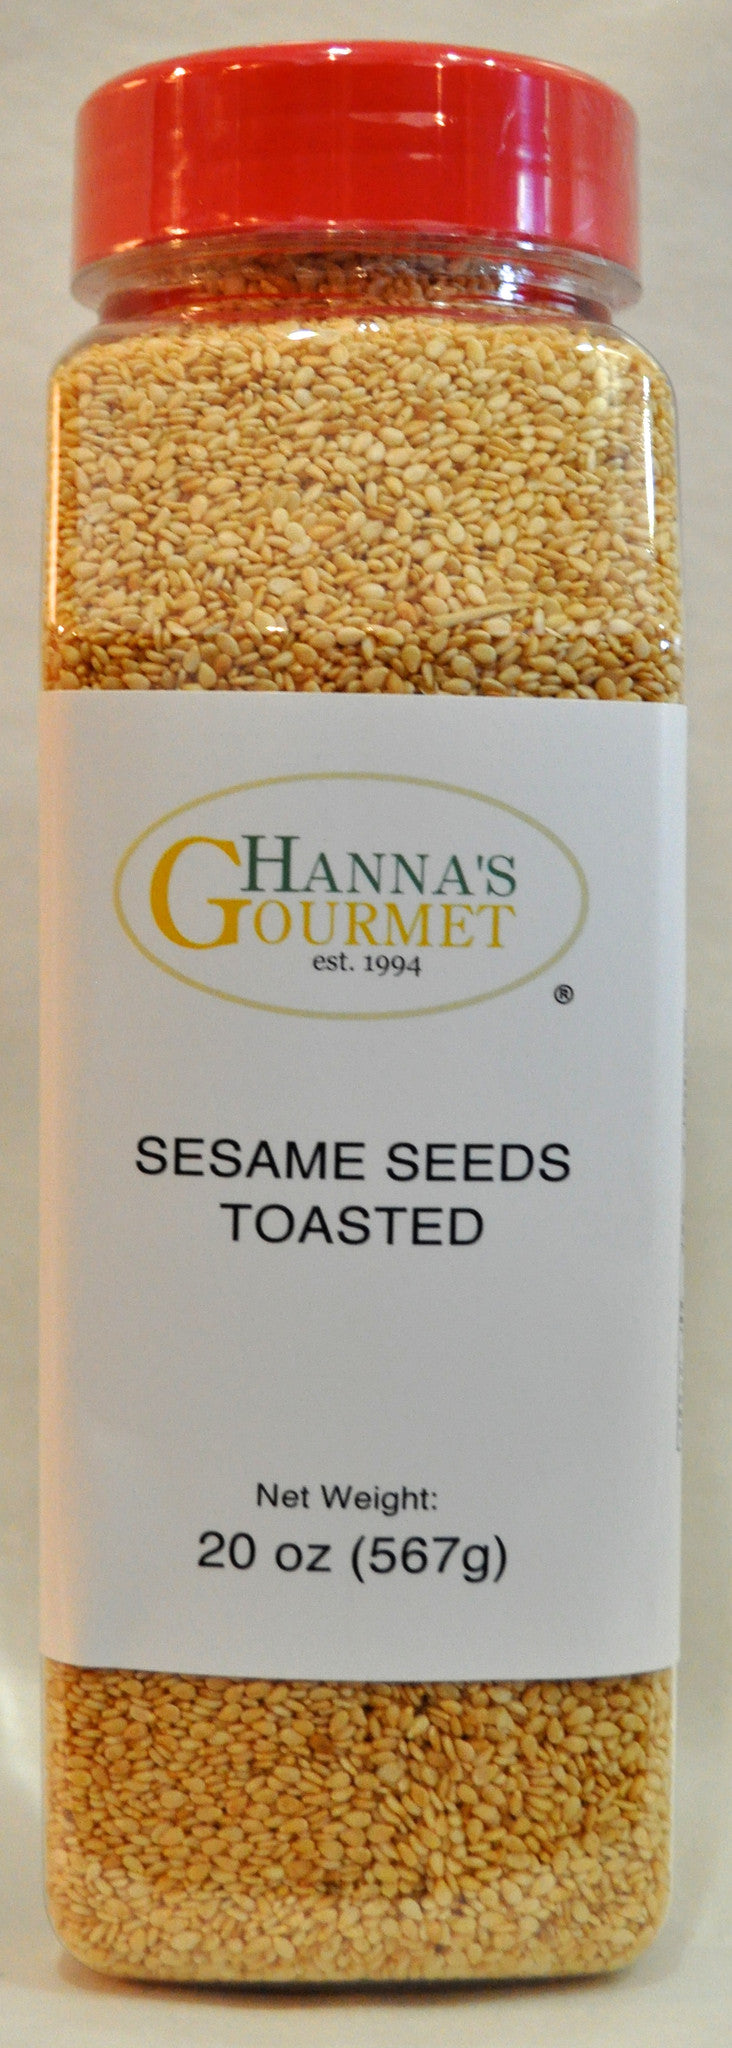 HANNA'S
GOURMET
est. 1994
®
SESAME SEEDS
TOASTED
Net Weight:
20 oz (567g)